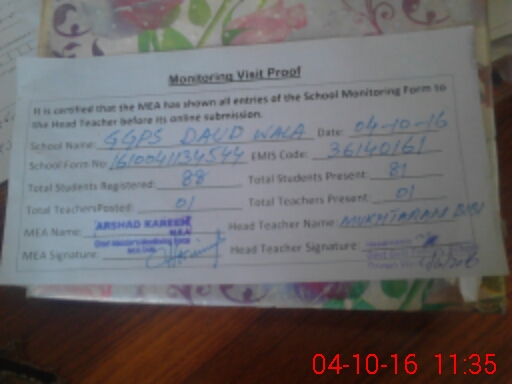 Monitoring Visit Proof
It is certified that the MEA has shown all entries of the School Monitoring Form to
the Head Teacher before its online submission.
School Name: GGPS DAUD WALA Date: 04-10-16
School Form No: 1610041134544 EMIS Code: 36140161
Total Students Registered: 88 Total Students Present: 81
Total Teachers Posted: 01 Total Teachers Present: 01
MEA Name: ARSHAD KAREEM Head Teacher Name: MUKHTARAN BIBI
M.E.A
MEA Signature: Head Teacher Signature:
04-10-16 11:35